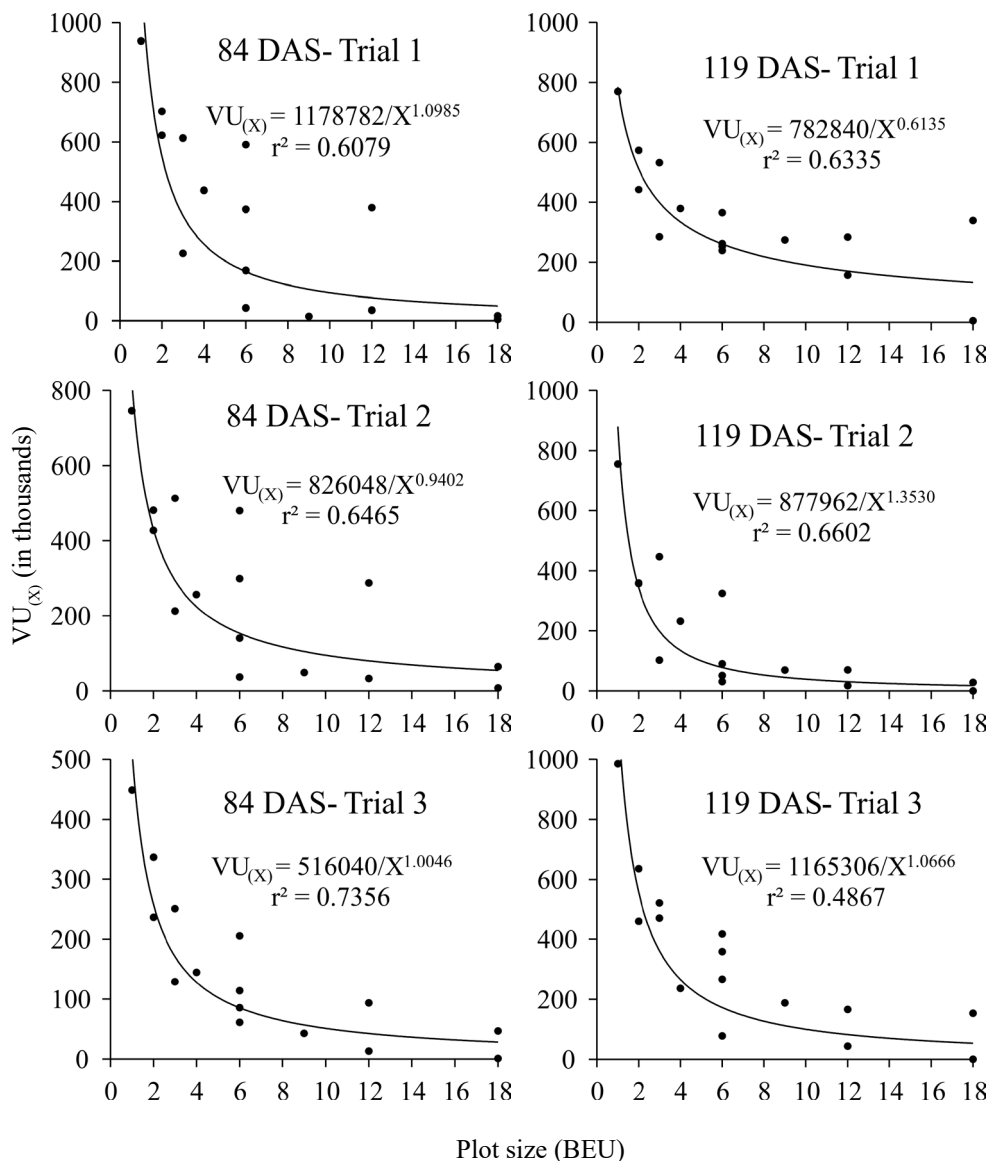 84 DAS- Trial 1
VU(X) = 1178782/X^1.0985
r² = 0.6079
1000
800
600
400
200
0
0 2 4 6 8 10 12 14 16 18
119 DAS- Trial 1
VU(X) = 782840/X^0.6135
r² = 0.6335
1000
800
600
400
200
0
0 2 4 6 8 10 12 14 16 18
VU(X) (in thousands)
84 DAS- Trial 2
VU(X) = 826048/X^0.9402
r² = 0.6465
800
600
400
200
0
0 2 4 6 8 10 12 14 16 18
119 DAS- Trial 2
VU(X) = 877962/X^1.3530
r² = 0.6602
1000
800
600
400
200
0
0 2 4 6 8 10 12 14 16 18
84 DAS- Trial 3
VU(X) = 516040/X^1.0046
r² = 0.7356
500
400
300
200
100
0
0 2 4 6 8 10 12 14 16 18
119 DAS- Trial 3
VU(X) = 1165306/X^1.0666
r² = 0.4867
1000
800
600
400
200
0
0 2 4 6 8 10 12 14 16 18
Plot size (BEU)